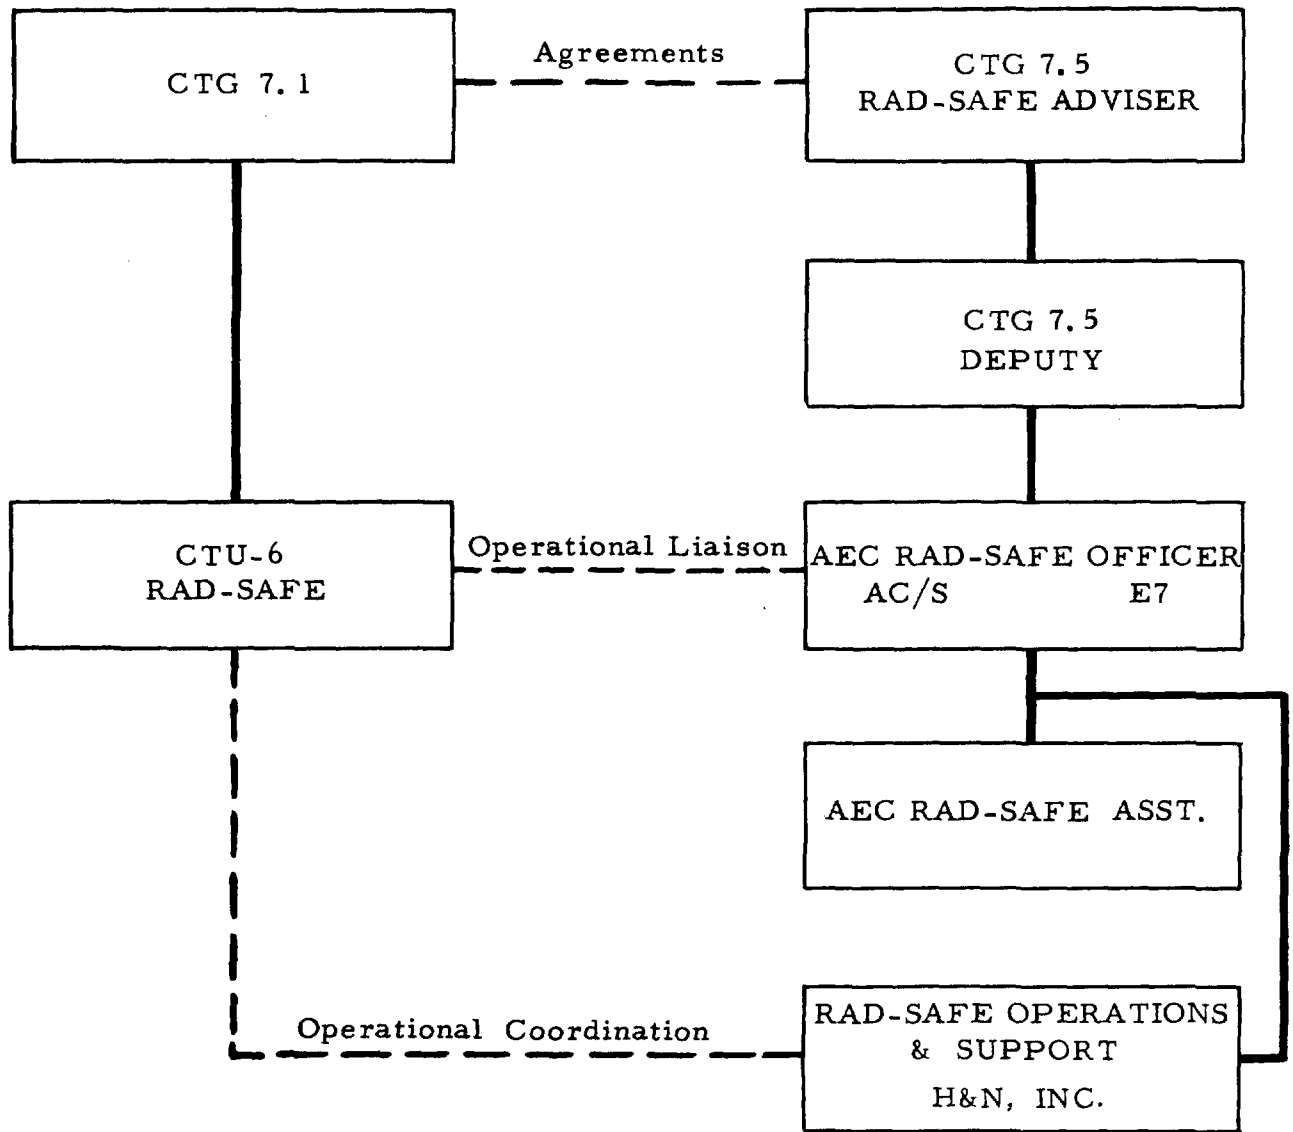 CTG 7.1
Agreements
CTG 7.5
RAD-SAFE ADVISER
CTG 7.5
DEPUTY
CTU-6
RAD-SAFE
Operational Liaison
AEC RAD-SAFE OFFICER
AC/S E7
AEC RAD-SAFE ASST.
Operational Coordination
RAD-SAFE OPERATIONS
& SUPPORT
H&N, INC.